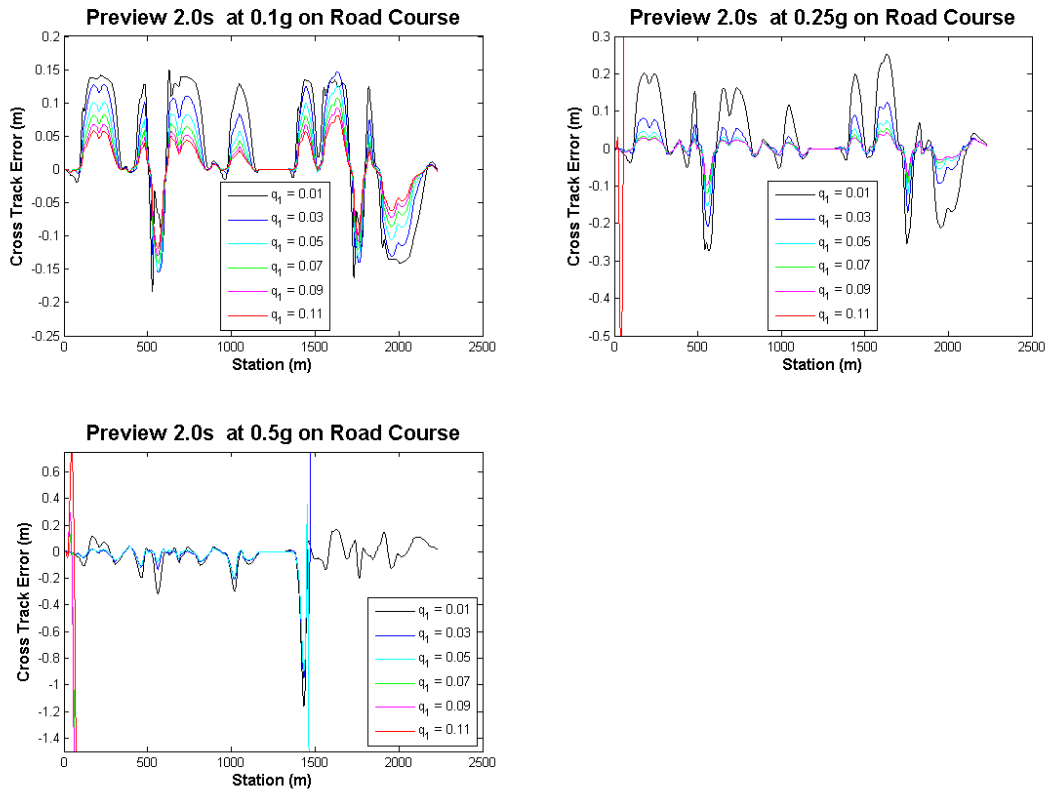 Preview 2.0s at 0.1g on Road Course
Cross Track Error (m)
0.2
0.15
0.1
0.05
0
-0.05
-0.1
-0.15
-0.2
-0.25
q1 = 0.01
q1 = 0.03
q1 = 0.05
q1 = 0.07
q1 = 0.09
q1 = 0.11
0 500 1000 1500 2000 2500
Station (m)
Preview 2.0s at 0.25g on Road Course
Cross Track Error (m)
0.3
0.2
0.1
0
-0.1
-0.2
-0.3
-0.4
-0.5
q1 = 0.01
q1 = 0.03
q1 = 0.05
q1 = 0.07
q1 = 0.09
q1 = 0.11
0 500 1000 1500 2000 2500
Station (m)
Preview 2.0s at 0.5g on Road Course
Cross Track Error (m)
0.6
0.4
0.2
0
-0.2
-0.4
-0.6
-0.8
-1
-1.2
-1.4
q1 = 0.01
q1 = 0.03
q1 = 0.05
q1 = 0.07
q1 = 0.09
q1 = 0.11
0 500 1000 1500 2000 2500
Station (m)